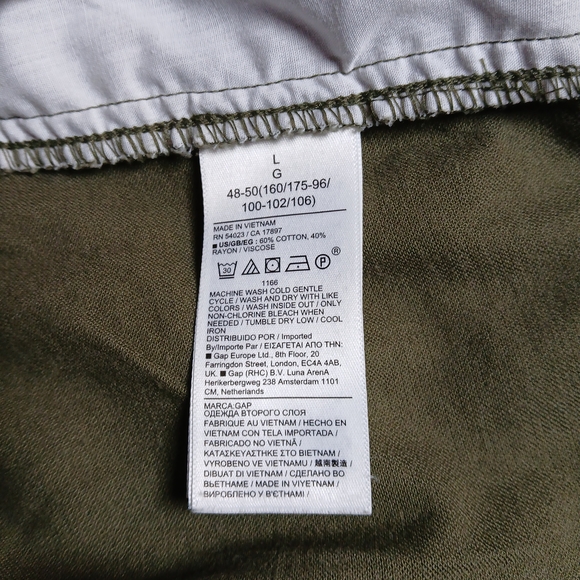 L
G
48-50(160/175-96/
100-102/106)
MADE IN VIETNAM
RN 54023 / CA 17897
■ US/GB/EG : 60% COTTON, 40%
RAYON / VISCOSE
30 P ®
1166
MACHINE WASH COLD GENTLE
CYCLE / WASH AND DRY WITH LIKE
COLORS / WASH INSIDE OUT / ONLY
NON-CHLORINE BLEACH WHEN
NEEDED / TUMBLE DRY LOW / COOL
IRON
DISTRIBUIDO POR / Imported
By/Importe Par / ΕΙΣΑΓΕΤΑΙ ΑΠΟ ΤΗΝ:
■ Gap Europe Ltd., 8th Floor, 20
Farringdon Street, London, EC4A 4AB,
UK. ■ Gap (RHC) B.V. Luna ArenA
Herikerbergweg 238 Amsterdam 1101
CM, Netherlands
MARCA:GAP
ОДЕЖДА ВТОРОГО СЛОЯ
FABRIQUE AU VIETNAM / HECHO EN
VIETNAM CON TELA IMPORTADA /
FABRICADO NO VIETNÃ /
ΚΑΤΑΣΚΕΥΑΣΤΗΚΕ ΣΤΟ ΒΙΕΤΝΑΜ /
VYROBENO VE VIETNAMU / 越南製造 /
DIBUAT DI VIETNAM / СДЕЛАНО ВО
ВЬЕТНАМЕ / MADE IN VIYETNAM /
ВИРОБЛЕНО У В'ЄТНАМІ /